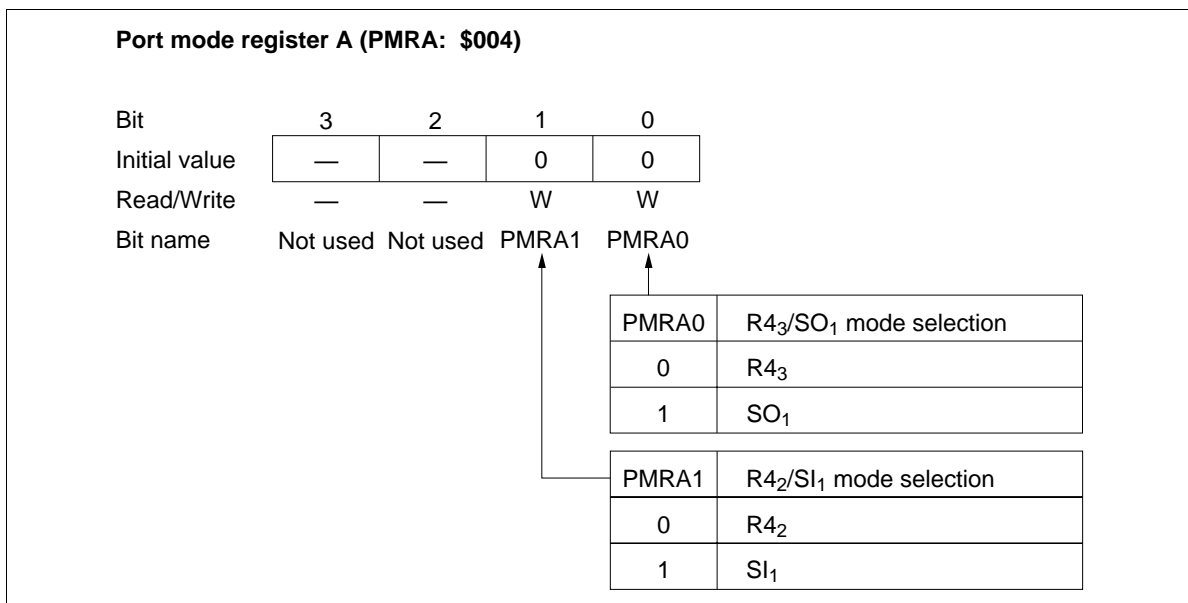 Port mode register A (PMRA: $004)
Bit 3 2 1 0
Initial value — — 0 0
Read/Write — — W W
Bit name Not used Not used PMRA1 PMRA0
PMRA0 R4₃/SO₁ mode selection
0 R4₃
1 SO₁
PMRA1 R4₂/SI₁ mode selection
0 R4₂
1 SI₁